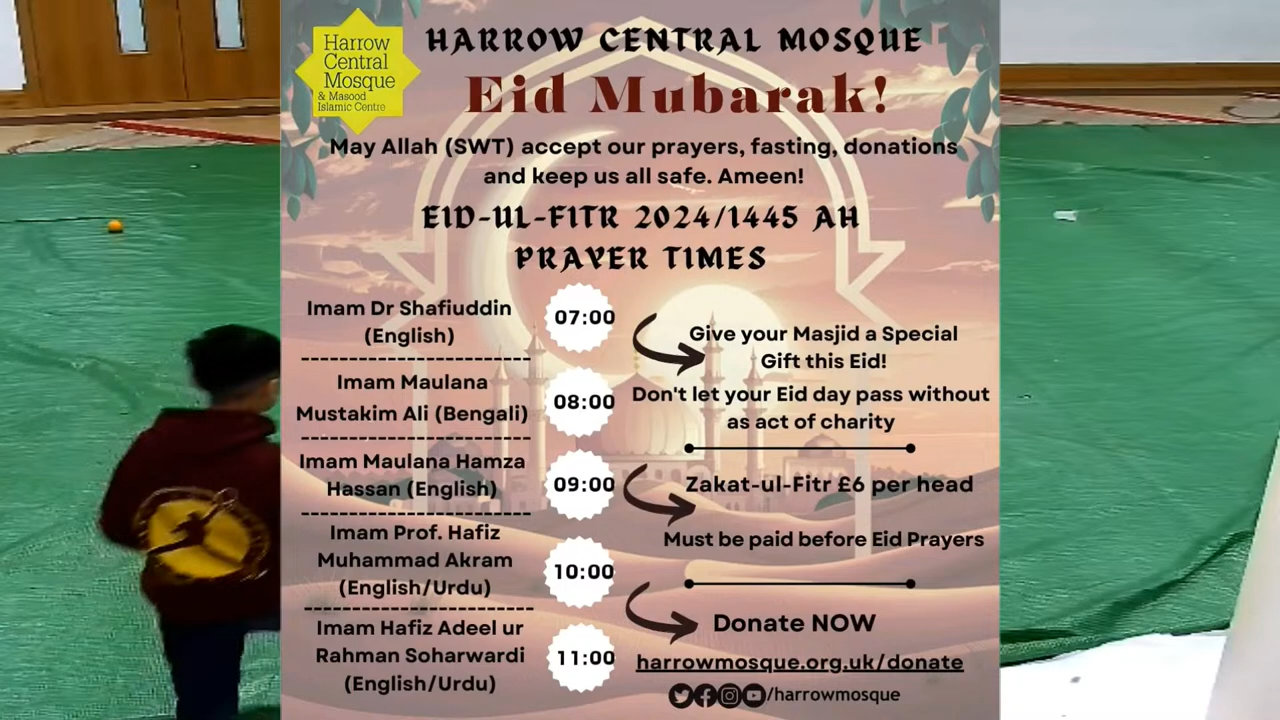 Harrow
Central
Mosque
& Masood
Islamic Centre
HARROW CENTRAL MOSQUE
Eid Mubarak!
May Allah (SWT) accept our prayers, fasting, donations
and keep us all safe. Ameen!
EID-UL-FITR 2024/1445 AH
PRAYER TIMES
Imam Dr Shafiuddin
(English)
07:00
Imam Maulana
Mustakim Ali (Bengali)
08:00
Imam Maulana Hamza
Hassan (English)
09:00
Imam Prof. Hafiz
Muhammad Akram
(English/Urdu)
10:00
Imam Hafiz Adeel ur
Rahman Soharwardi
(English/Urdu)
11:00
Give your Masjid a Special
Gift this Eid!
Don't let your Eid day pass without
as act of charity
Zakat-ul-Fitr £6 per head
Must be paid before Eid Prayers
Donate NOW
harrowmosque.org.uk/donate
/harrowmosque